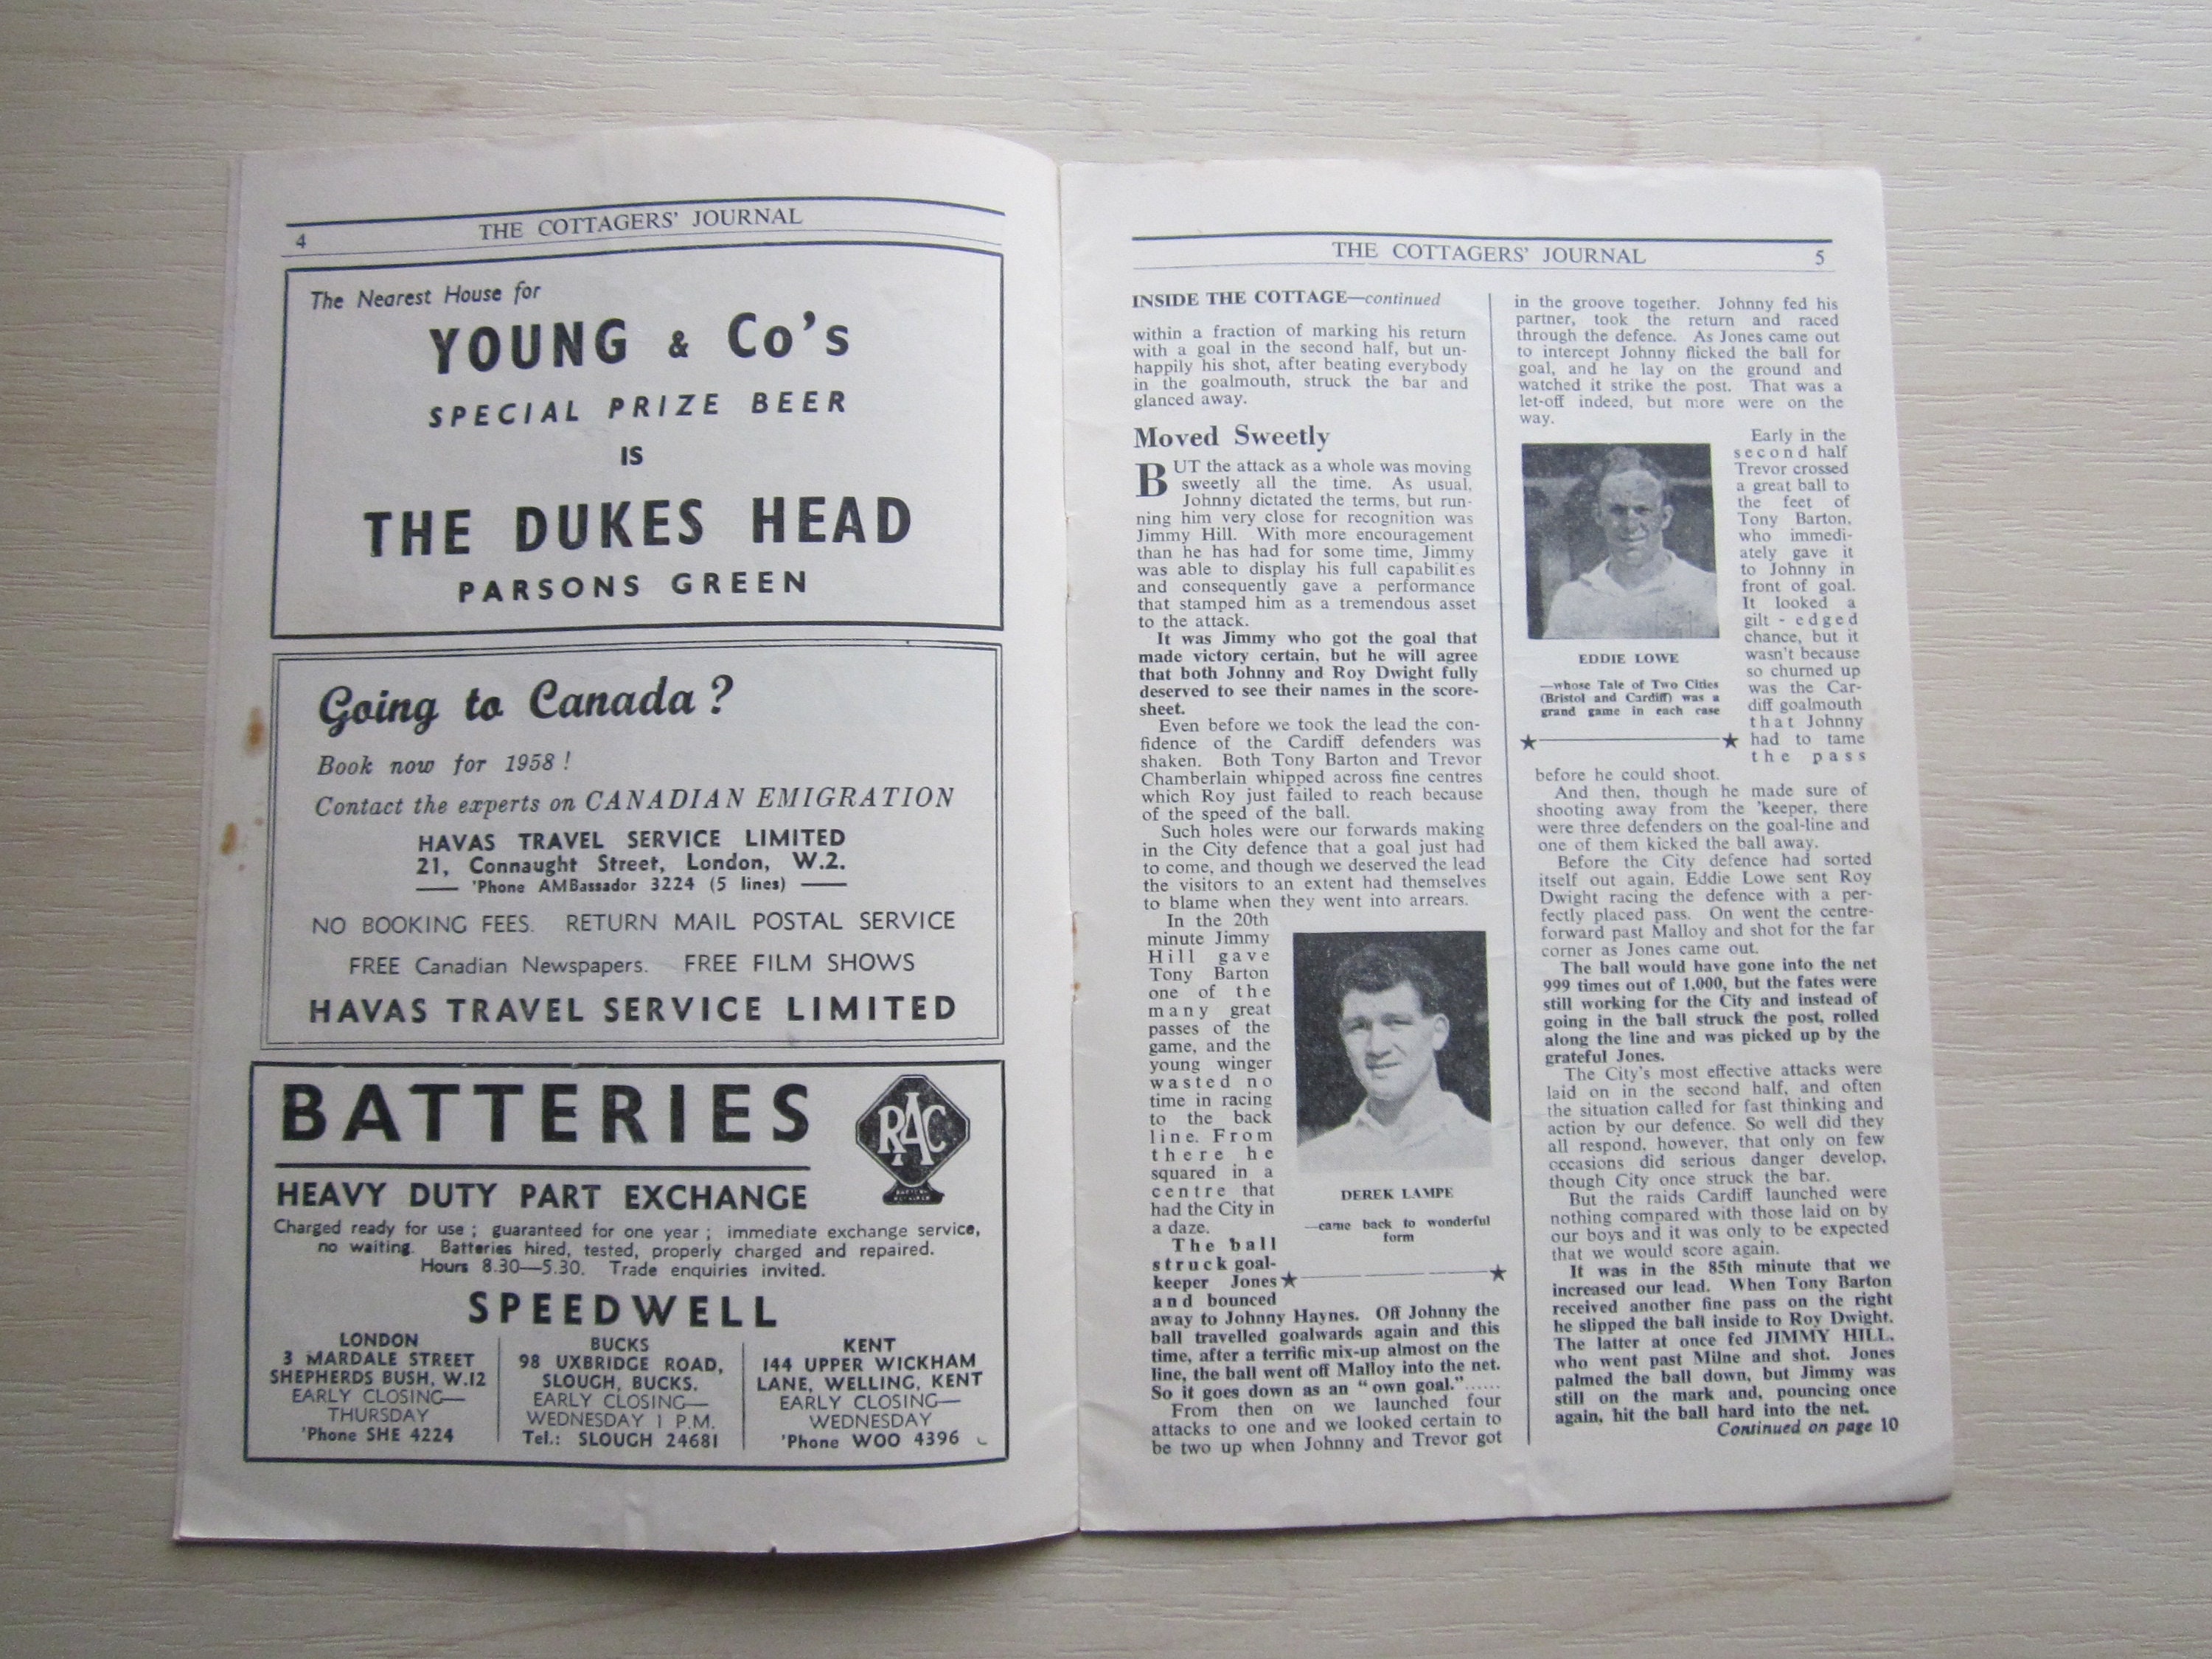 4
THE COTTAGERS' JOURNAL
The Nearest House for
YOUNG & Co's
SPECIAL PRIZE BEER
IS
THE DUKES HEAD
PARSONS GREEN
Going to Canada?
Book now for 1958!
Contact the experts on CANADIAN EMIGRATION
HAVAS TRAVEL SERVICE LIMITED
21, Connaught Street, London, W.2.
'Phone AMBassador 3224 (5 lines)
NO BOOKING FEES. RETURN MAIL POSTAL SERVICE
FREE Canadian Newspapers. FREE FILM SHOWS
HAVAS TRAVEL SERVICE LIMITED
BATTERIES
RAC
HEAVY DUTY PART EXCHANGE
Charged ready for use; guaranteed for one year; immediate exchange service,
no waiting. Batteries hired, tested, properly charged and repaired.
Hours 8.30—5.30. Trade enquiries invited.
SPEEDWELL
LONDON
3 MARDALE STREET
SHEPHERDS BUSH, W.12
EARLY CLOSING—
THURSDAY
'Phone SHE 4224
BUCKS
98 UXBRIDGE ROAD,
SLOUGH, BUCKS.
EARLY CLOSING—
WEDNESDAY 1 P.M.
Tel.: SLOUGH 24681
KENT
144 UPPER WICKHAM
LANE, WELLING, KENT
EARLY CLOSING—
WEDNESDAY
'Phone WOO 4396
THE COTTAGERS' JOURNAL
5
INSIDE THE COTTAGE—continued
within a fraction of marking his return
with a goal in the second half, but un-
happily his shot, after beating everybody
in the goalmouth, struck the bar and
glanced away.
Moved Sweetly
BUT the attack as a whole was moving
sweetly all the time. As usual,
Johnny dictated the terms, but run-
ning him very close for recognition was
Jimmy Hill. With more encouragement
than he has had for some time, Jimmy
was able to display his full capabilities
and consequently gave a performance
that stamped him as a tremendous asset
to the attack.
It was Jimmy who got the goal that
made victory certain, but he will agree
that both Johnny and Roy Dwight fully
deserved to see their names in the score-
sheet.
Even before we took the lead the con-
fidence of the Cardiff defenders was
shaken. Both Tony Barton and Trevor
Chamberlain whipped across fine centres
which Roy just failed to reach because
of the speed of the ball.
Such holes were our forwards making
in the City defence that a goal just had
to come, and though we deserved the lead
the visitors to an extent had themselves
to blame when they went into arrears.
In the 20th
minute Jimmy
Hill gave
Tony Barton
one of the
many great
passes of the
game, and the
young winger
wasted no
time in racing
to the back
line. From
there he
squared in a
centre that
had the City in
a daze.
The ball
struck goal-
keeper Jones
and bounced
away to Johnny Haynes. Off Johnny the
ball travelled goalwards again and this
time, after a terrific mix-up almost on the
line, the ball went off Malloy into the net.
So it goes down as an "own goal."......
From then on we launched four
attacks to one and we looked certain to
be two up when Johnny and Trevor got
DEREK LAMPE
—came back to wonderful
form
in the groove together. Johnny fed his
partner, took the return and raced
through the defence. As Jones came out
to intercept Johnny flicked the ball for
goal, and he lay on the ground and
watched it strike the post. That was a
let-off indeed, but more were on the
way.
EDDIE LOWE
—whose Tale of Two Cities
(Bristol and Cardiff) was a
grand game in each case
Early in the
second half
Trevor crossed
a great ball to
the feet of
Tony Barton,
who immedi-
ately gave it
to Johnny in
front of goal.
It looked a
gilt-edged
chance, but it
wasn't because
so churned up
was the Car-
diff goalmouth
that Johnny
had to tame
the pass
before he could shoot.
And then, though he made sure of
shooting away from the 'keeper, there
were three defenders on the goal-line and
one of them kicked the ball away.
Before the City defence had sorted
itself out again, Eddie Lowe sent Roy
Dwight racing the defence with a per-
fectly placed pass. On went the centre-
forward past Malloy and shot for the far
corner as Jones came out.
The ball would have gone into the net
999 times out of 1,000, but the fates were
still working for the City and instead of
going in the ball struck the post, rolled
along the line and was picked up by the
grateful Jones.
The City's most effective attacks were
laid on in the second half, and often
the situation called for fast thinking and
action by our defence. So well did they
all respond, however, that only on few
occasions did serious danger develop,
though City once struck the bar.
But the raids Cardiff launched were
nothing compared with those laid on by
our boys and it was only to be expected
that we would score again.
It was in the 85th minute that we
increased our lead. When Tony Barton
received another fine pass on the right
he slipped the ball inside to Roy Dwight.
The latter at once fed JIMMY HILL,
who went past Milne and shot. Jones
palmed the ball down, but Jimmy was
still on the mark and, pouncing once
again, hit the ball hard into the net.
Continued on page 10